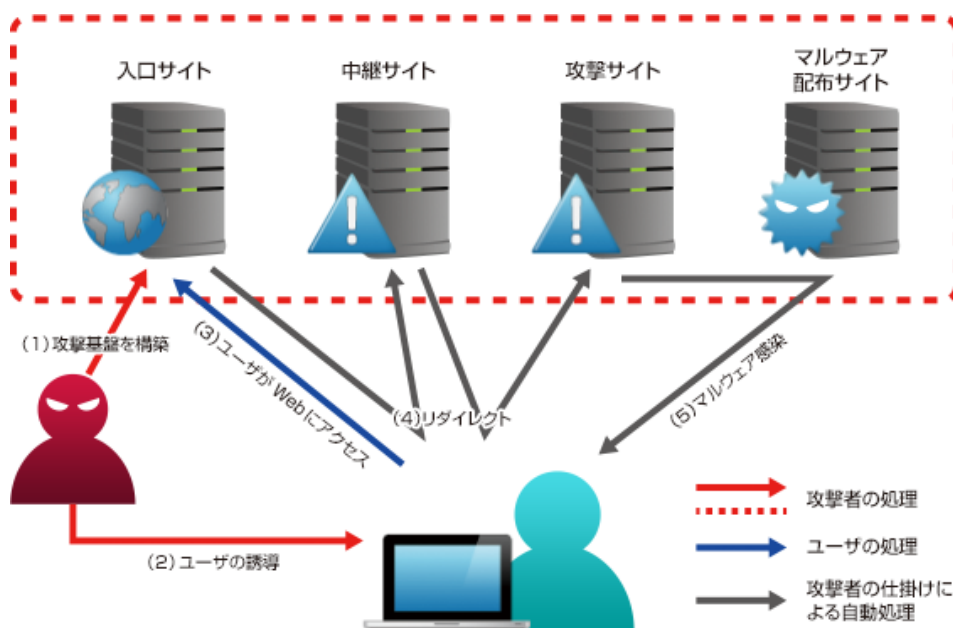 入口サイト
中継サイト
攻撃サイト
マルウェア
配布サイト
(1)攻撃基盤を構築
(3)ユーザがWebにアクセス
(4)リダイレクト
(5)マルウェア感染
(2)ユーザの誘導
攻撃者の処理
ユーザの処理
攻撃者の仕掛けに
よる自動処理